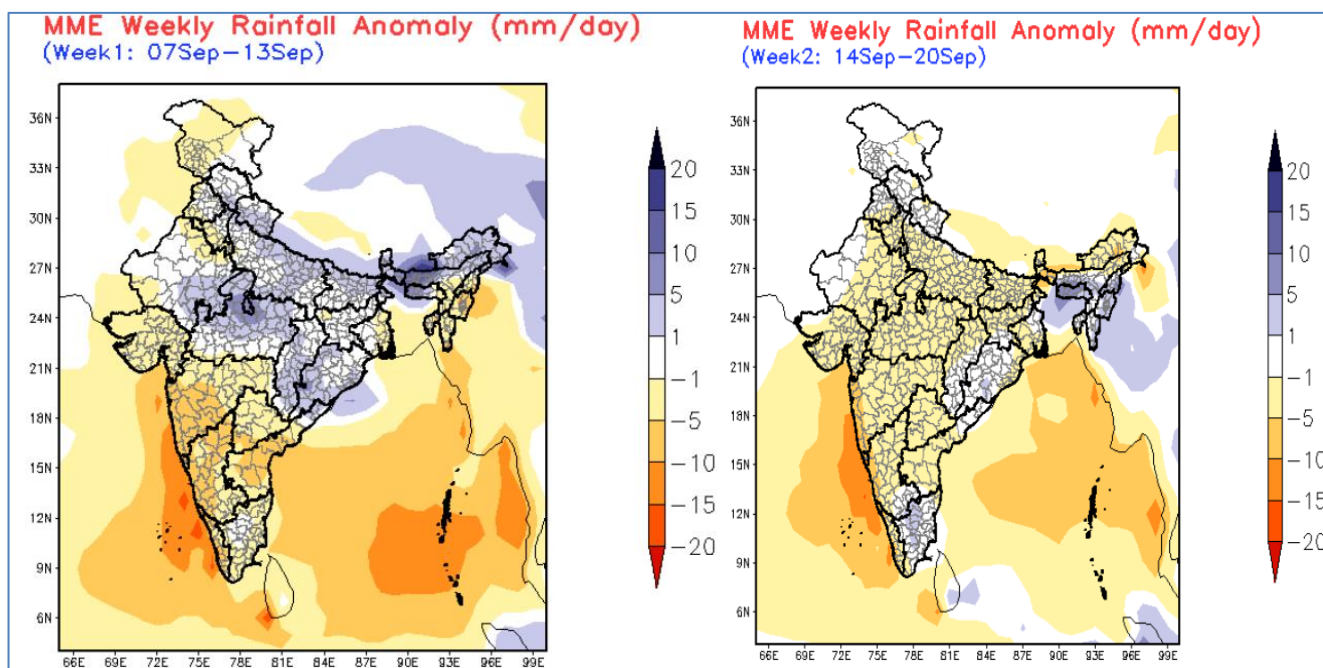 MME Weekly Rainfall Anomaly (mm/day)
(Week1: 07Sep–13Sep)
36N
33N
30N
27N
24N
21N
18N
15N
12N
9N
6N
66E 69E 72E 75E 78E 81E 84E 87E 90E 93E 96E 99E
20
15
10
5
1
−1
−5
−10
−15
−20
MME Weekly Rainfall Anomaly (mm/day)
(Week2: 14Sep–20Sep)
36N
33N
30N
27N
24N
21N
18N
15N
12N
9N
6N
66E 69E 72E 75E 78E 81E 84E 87E 90E 93E 96E 99E
20
15
10
5
1
−1
−5
−10
−15
−20